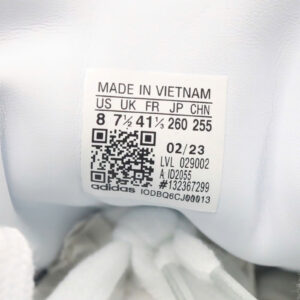 MADE IN VIETNAM
US UK FR JP CHN
8 7½ 41⅓ 260 255
02/23
LVL 029002
A: ID2055
#132367299
adidas IODBQ6CJ00013